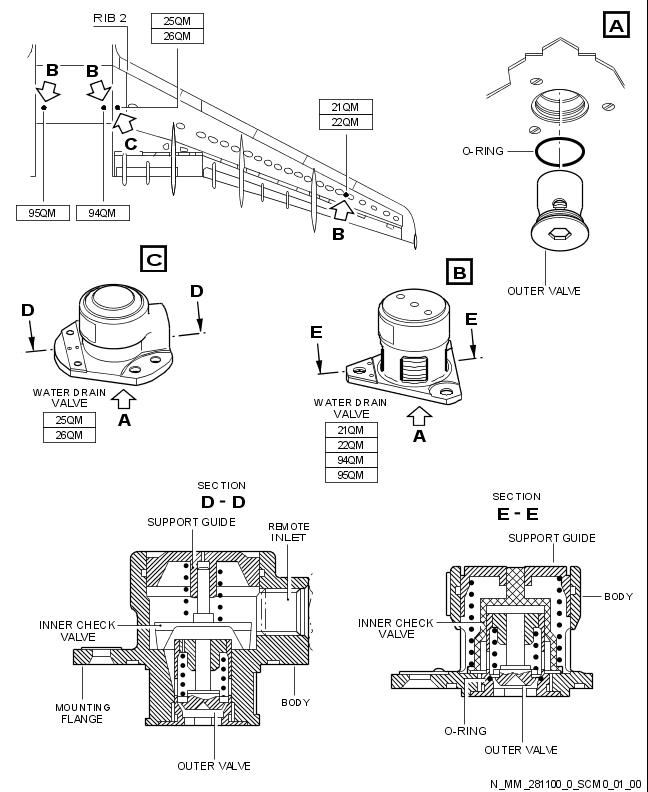 RIB 2
25QM
26QM
A
B
B
C
21QM
22QM
O-RING
95QM
94QM
B
OUTER VALVE
C
B
D
D
E
E
WATER DRAIN
VALVE
25QM
26QM
A
WATER DRAIN
VALVE
21QM
22QM
94QM
95QM
A
SECTION
D - D
SUPPORT GUIDE
REMOTE
INLET
INNER CHECK
VALVE
MOUNTING
FLANGE
BODY
OUTER VALVE
SECTION
E - E
SUPPORT GUIDE
BODY
INNER CHECK
VALVE
O-RING
OUTER VALVE
N_MM_281100_0_SCM0_01_00